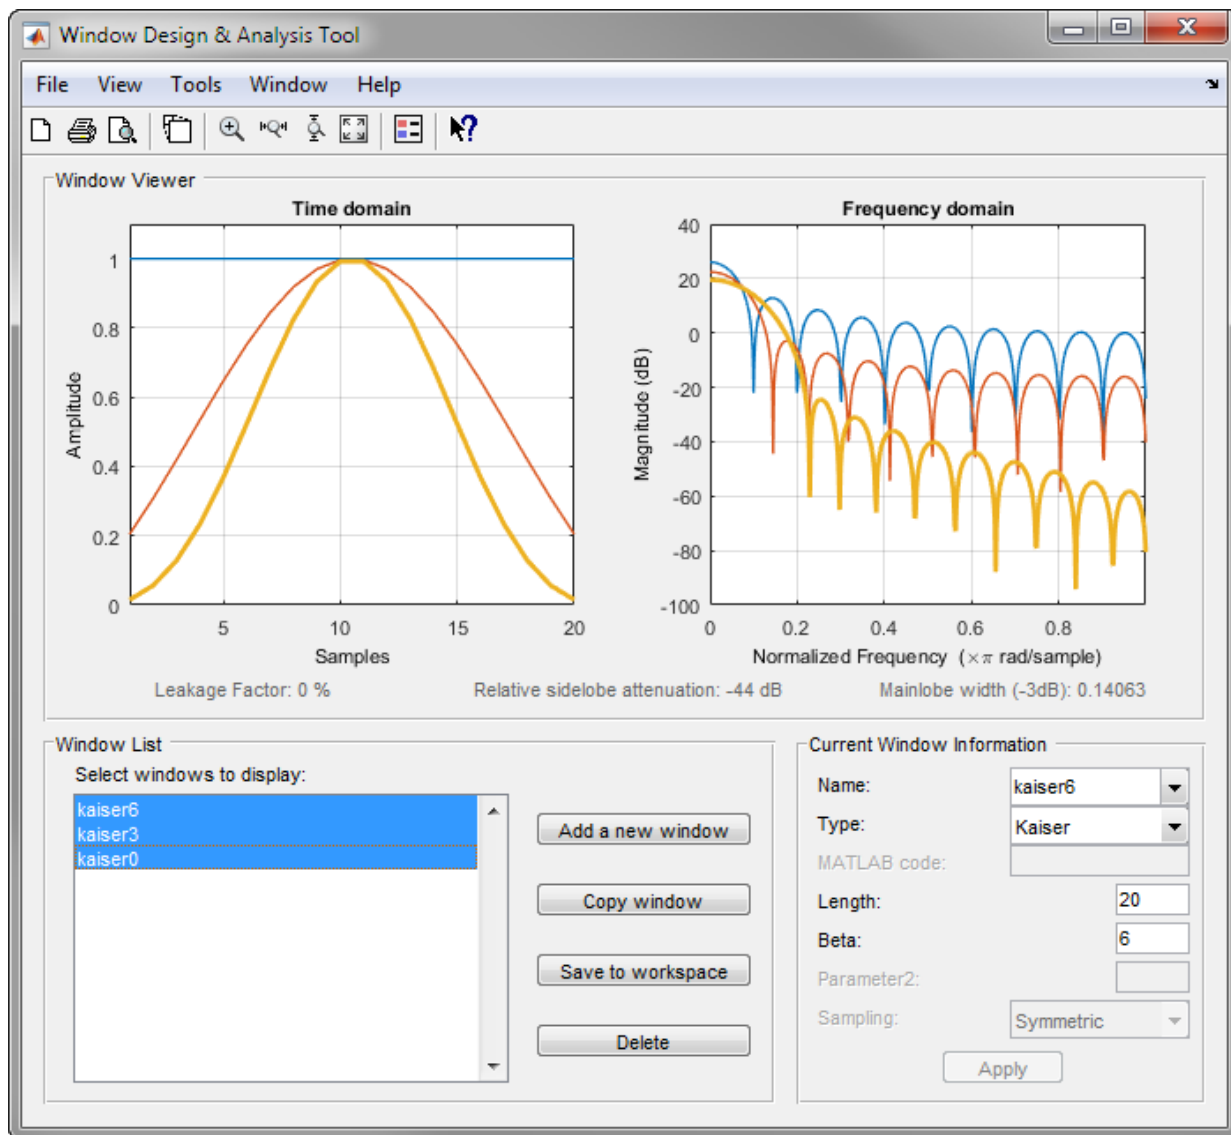 Window Design & Analysis Tool
File View Tools Window Help
Window Viewer
Time domain
1
0.8
0.6
0.4
0.2
0
Amplitude
5 10 15 20
Samples
Frequency domain
40
20
0
-20
-40
-60
-80
-100
Magnitude (dB)
0 0.2 0.4 0.6 0.8
Normalized Frequency (×π rad/sample)
Leakage Factor: 0 % Relative sidelobe attenuation: -44 dB Mainlobe width (-3dB): 0.14063
Window List
Select windows to display:
kaiser6
kaiser3
kaiser0
Add a new window
Copy window
Save to workspace
Delete
Current Window Information
Name: kaiser6
Type: Kaiser
MATLAB code:
Length: 20
Beta: 6
Parameter2:
Sampling: Symmetric
Apply